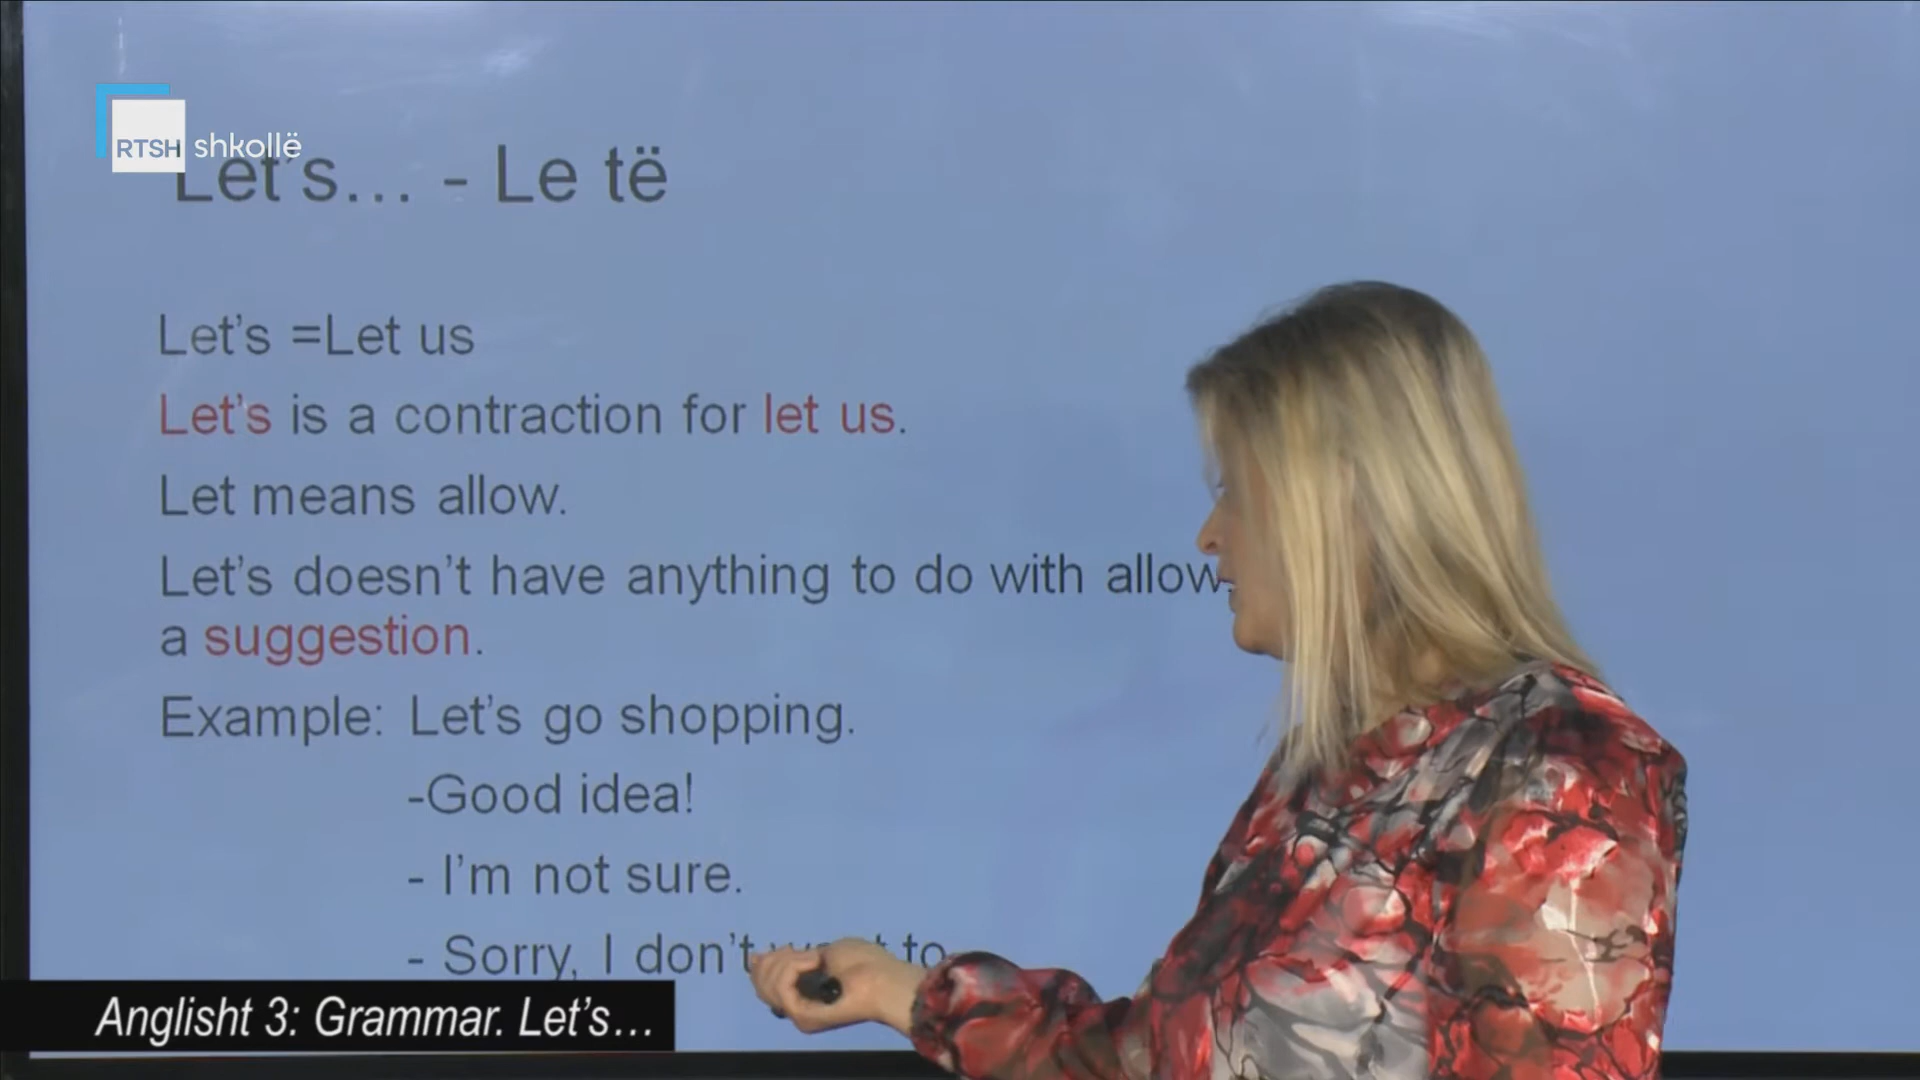 RTSH shkollë
Let's... - Le të
Let's =Let us
Let's is a contraction for let us.
Let means allow.
Let's doesn't have anything to do with allow.
a suggestion.
Example: Let's go shopping.
-Good idea!
- I'm not sure.
- Sorry, I don't to
Anglisht 3: Grammar. Let's...